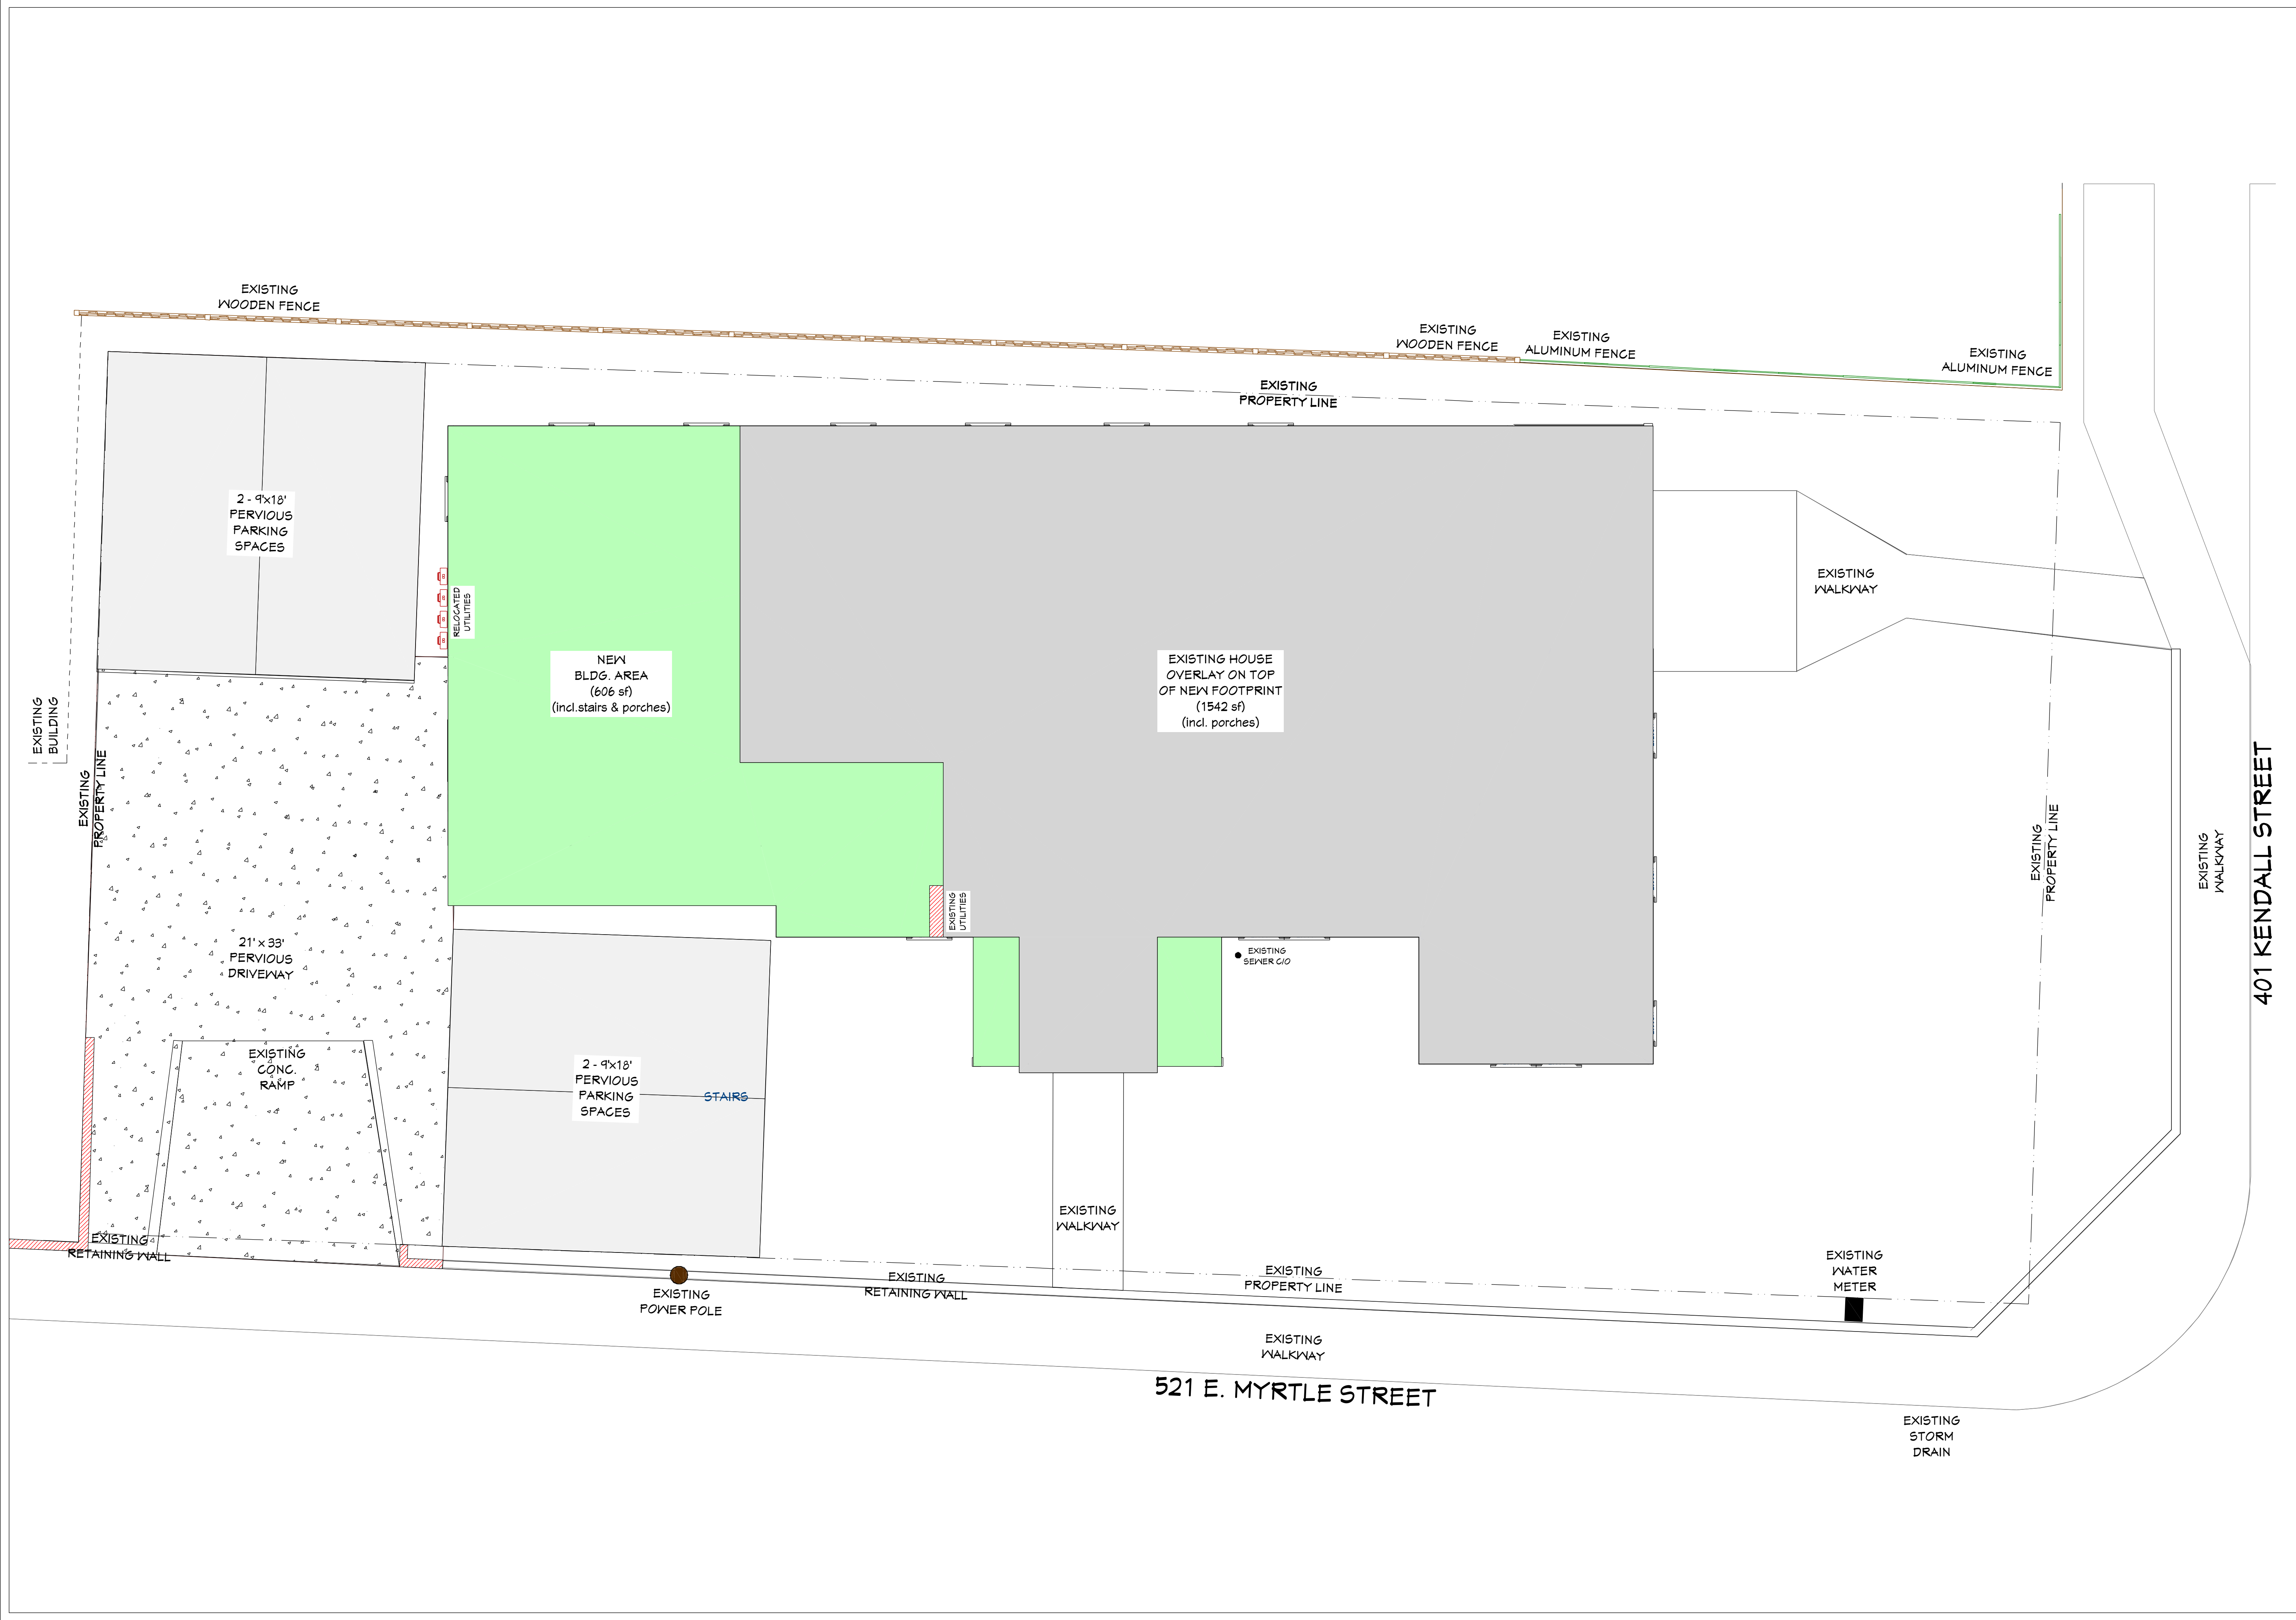 EXISTING
WOODEN FENCE
EXISTING
WOODEN FENCE
EXISTING
ALUMINUM FENCE
EXISTING
ALUMINUM FENCE
EXISTING
PROPERTY LINE
2 - 9'x18'
PERVIOUS
PARKING
SPACES
RELOCATED
UTILITIES
NEW
BLDG. AREA
(606 sf)
(incl.stairs & porches)
EXISTING HOUSE
OVERLAY ON TOP
OF NEW FOOTPRINT
(1542 sf)
(incl. porches)
EXISTING
WALKWAY
EXISTING
BUILDING
EXISTING
PROPERTY LINE
EXISTING
PROPERTY LINE
EXISTING
WALKWAY
401 KENDALL STREET
21' x 33'
PERVIOUS
DRIVEWAY
EXISTING
UTILITIES
EXISTING
SEWER C/O
EXISTING
CONC.
RAMP
2 - 9'x18'
PERVIOUS
PARKING
SPACES
STAIRS
EXISTING
WALKWAY
EXISTING
RETAINING WALL
EXISTING
POWER POLE
EXISTING
RETAINING WALL
EXISTING
PROPERTY LINE
EXISTING
WATER
METER
EXISTING
WALKWAY
521 E. MYRTLE STREET
EXISTING
STORM
DRAIN